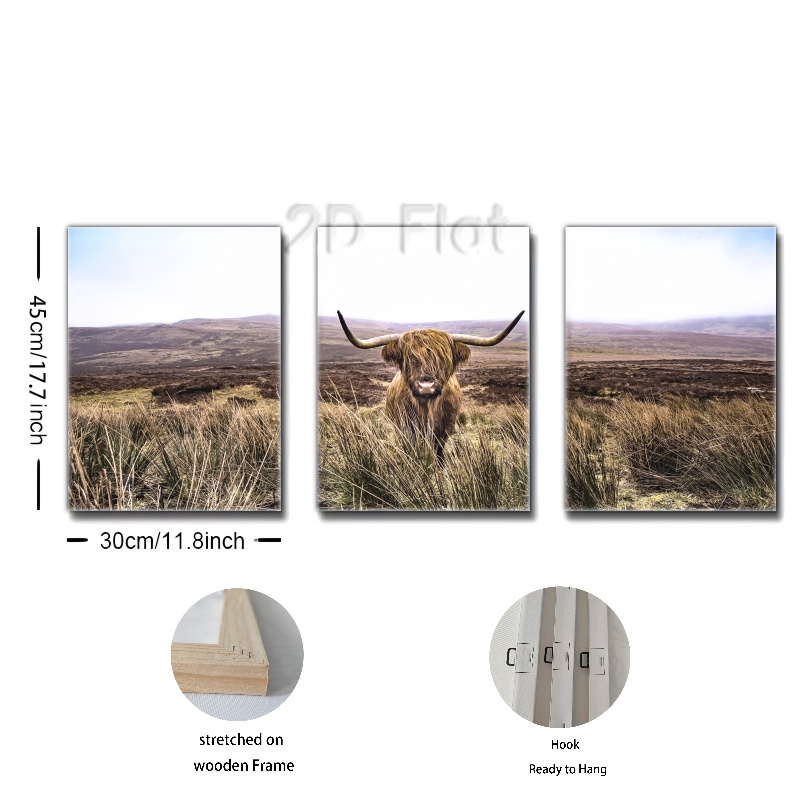 2D Flat
45cm/17.7inch
30cm/11.8inch
stretched on
wooden Frame
Hook
Ready to Hang